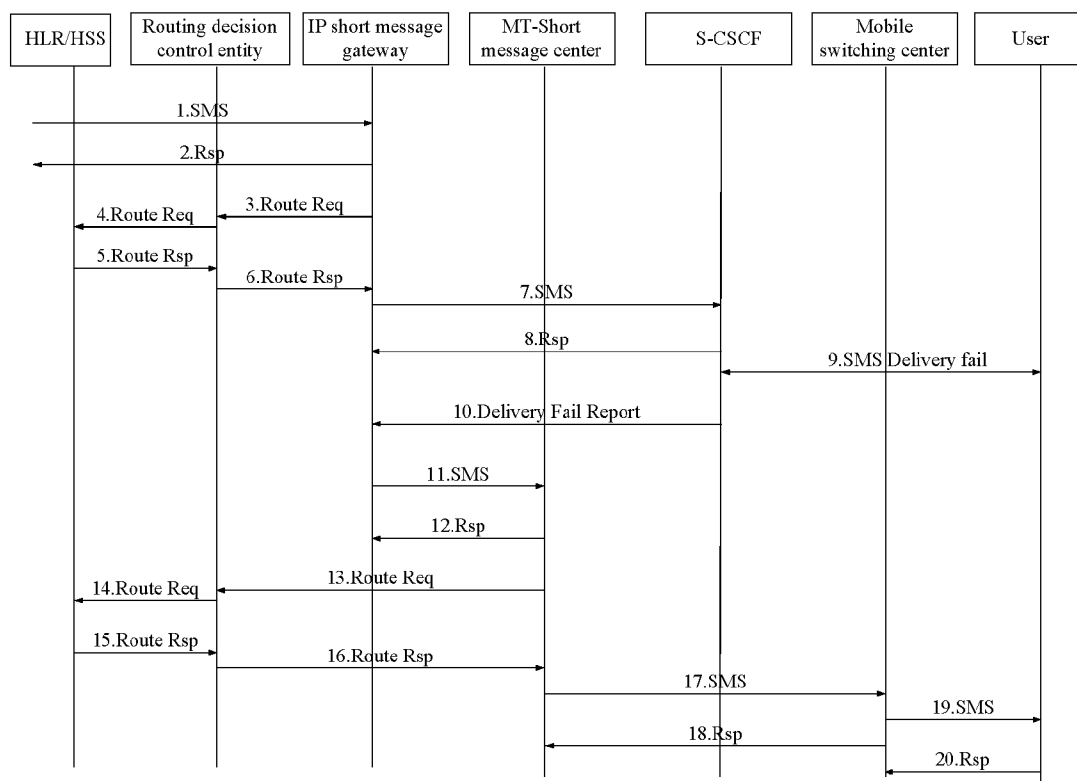 HLR/HSS
Routing decision
control entity
IP short message
gateway
MT-Short
message center
S-CSCF
Mobile
switching center
User
1.SMS
2.Rsp
3.Route Req
4.Route Req
5.Route Rsp
6.Route Rsp
7.SMS
8.Rsp
9.SMS Delivery fail
10.Delivery Fail Report
11.SMS
12.Rsp
13.Route Req
14.Route Req
15.Route Rsp
16.Route Rsp
17.SMS
18.Rsp
19.SMS
20.Rsp